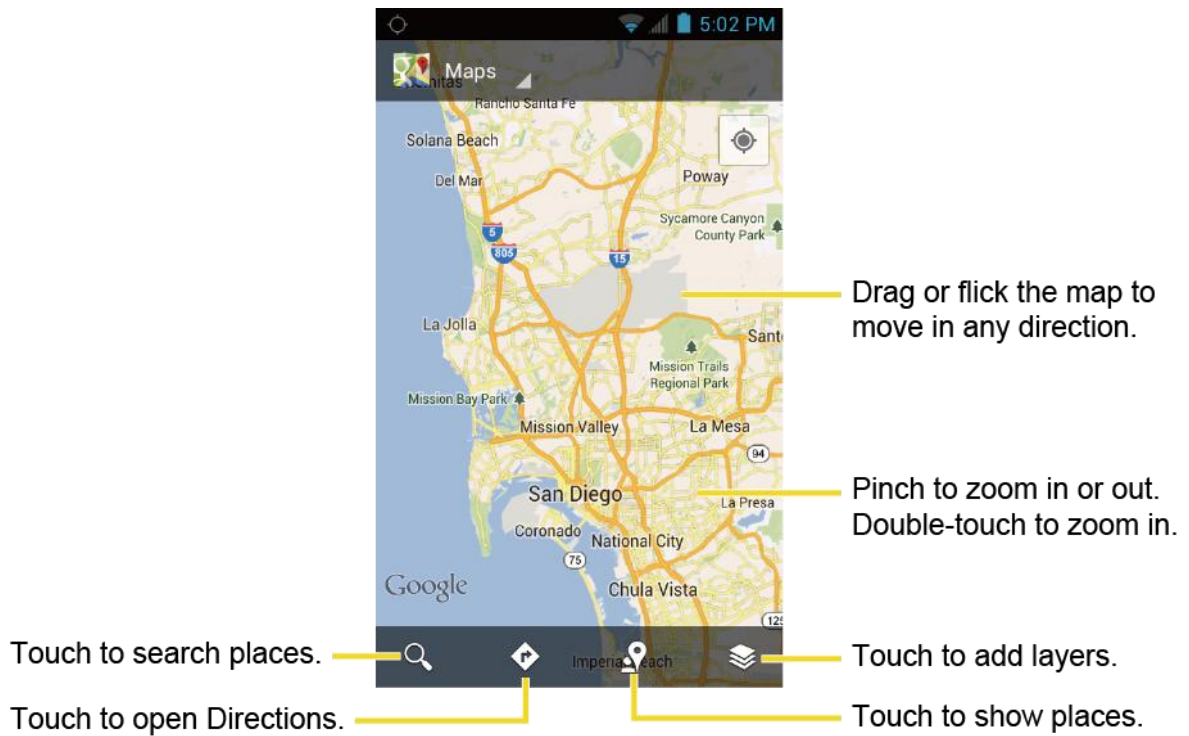 5:02 PM
Maps
Rancho Santa Fe
Solana Beach
Del Mar
Poway
Sycamore Canyon
County Park
5
805
15
Drag or flick the map to
move in any direction.
La Jolla
Mission Trails
Regional Park
Mission Bay Park
Mission Valley
La Mesa
94
San Diego
La Presa
Pinch to zoom in or out.
Double-touch to zoom in.
Coronado
National City
75
Google
Chula Vista
Touch to search places.
Touch to add layers.
Touch to open Directions.
Touch to show places.